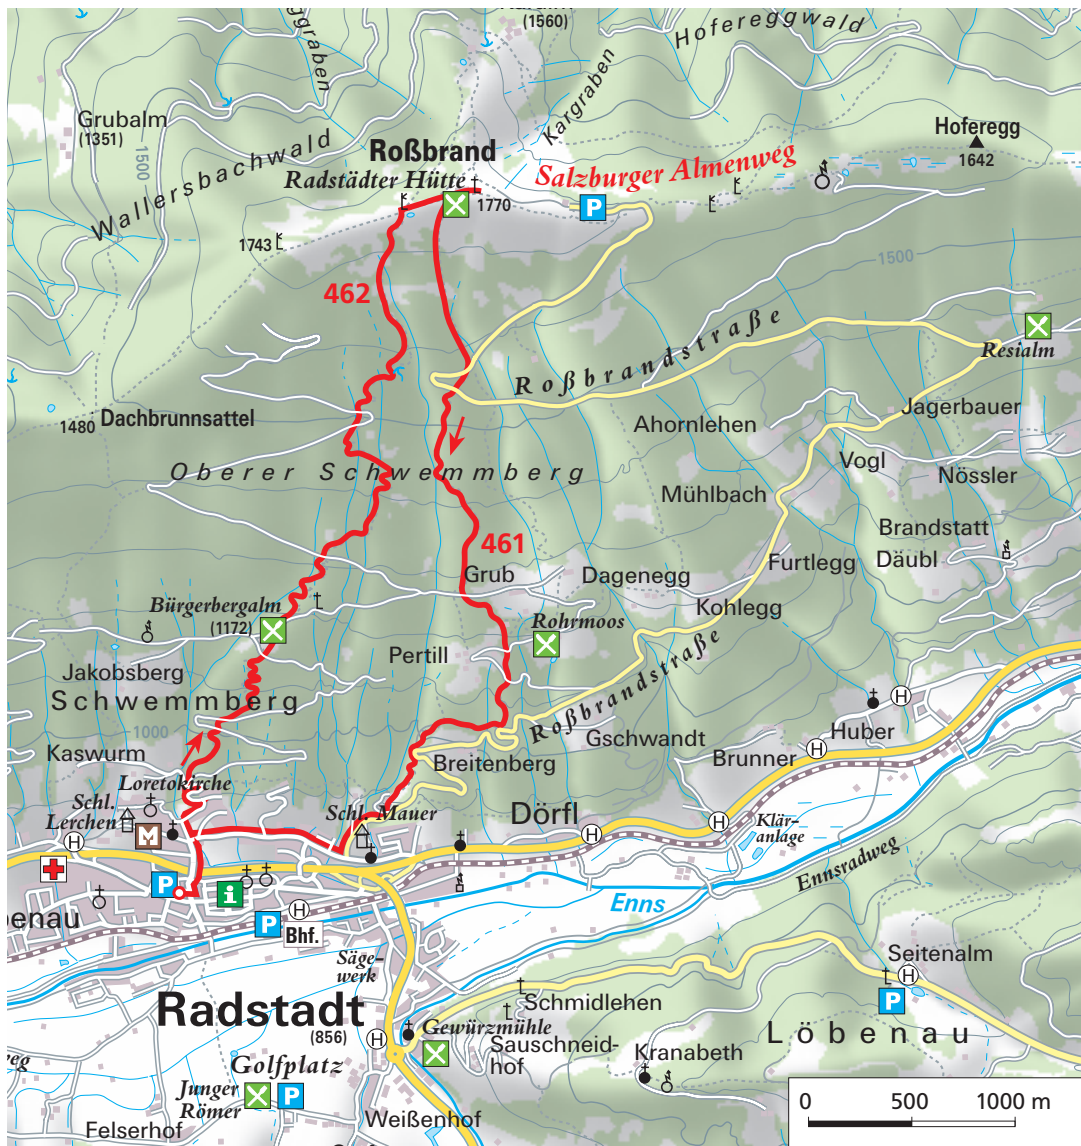 (1560)
Hofereggwald
ggraben
Kargraben
Grubalm
(1351)
1500
Wallersbachwald
Roßbrand
Radstädter Hütte
1770
Salzburger Almenweg
Hoferegg
1642
P
1743
1500
462
Roßbrandstraße
Resialm
Jagerbauer
1480
Dachbrunnsattel
Ahornlehen
Vogl
Nössler
Oberer Schwemmberg
Mühlbach
Brandstatt
Däubl
461
Grub
Dagenegg
Furtlegg
Kohlegg
Bürgerbergalm
(1172)
Rohrmoos
Pertill
Jakobsberg
Schwemmberg
Roßbrandstraße
1000
Gschwandt
Huber
H
Kaswurm
Breitenberg
Brunner
H
Loretokirche
Schl.
Lerchen
M
Schl. Mauer
Dörfl
H
H
Klär-
anlage
H
Ennsradweg
P
i
P
H
Bhf.
Enns
benau
Säge-
werk
Seitenalm
H
P
Radstadt
(856)
H
Schmidlehen
Löbenau
Gewürzmühle
Sauschneid-
hof
Kranabeth
eg
Golfplatz
Junger
Römer
P
Felserhof
Weißenhof
0 500 1000 m